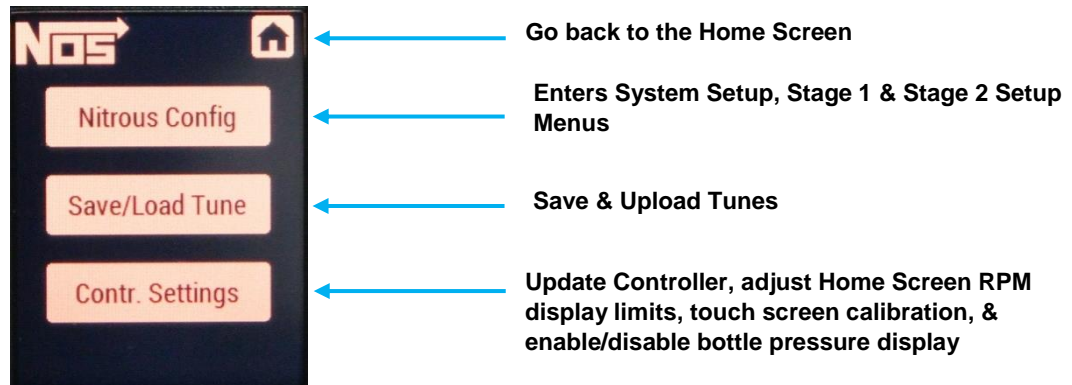 NOS
Go back to the Home Screen
Nitrous Config
Enters System Setup, Stage 1 & Stage 2 Setup
Menus
Save/Load Tune
Save & Upload Tunes
Contr. Settings
Update Controller, adjust Home Screen RPM
display limits, touch screen calibration, &
enable/disable bottle pressure display